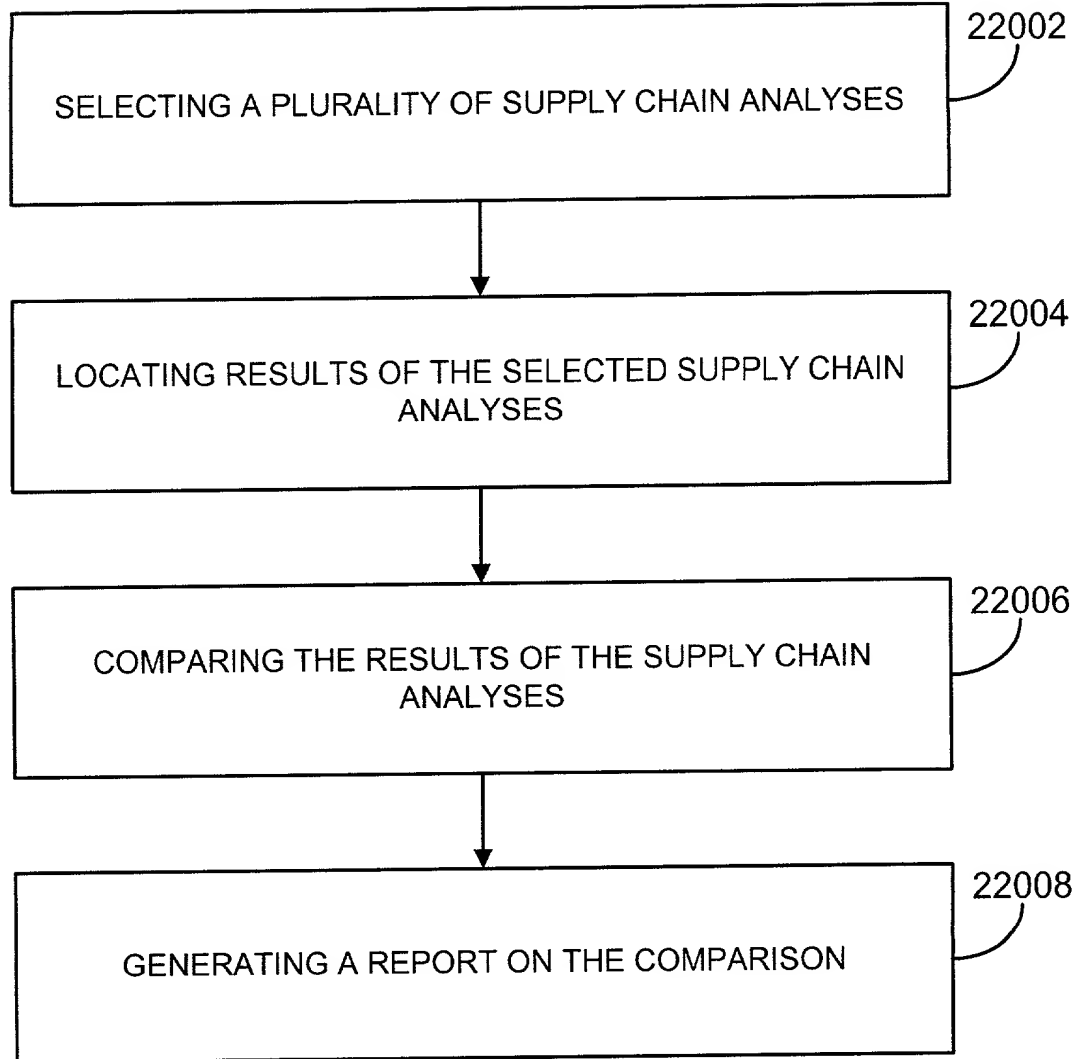 22002
SELECTING A PLURALITY OF SUPPLY CHAIN ANALYSES
22004
LOCATING RESULTS OF THE SELECTED SUPPLY CHAIN
ANALYSES
22006
COMPARING THE RESULTS OF THE SUPPLY CHAIN
ANALYSES
22008
GENERATING A REPORT ON THE COMPARISON